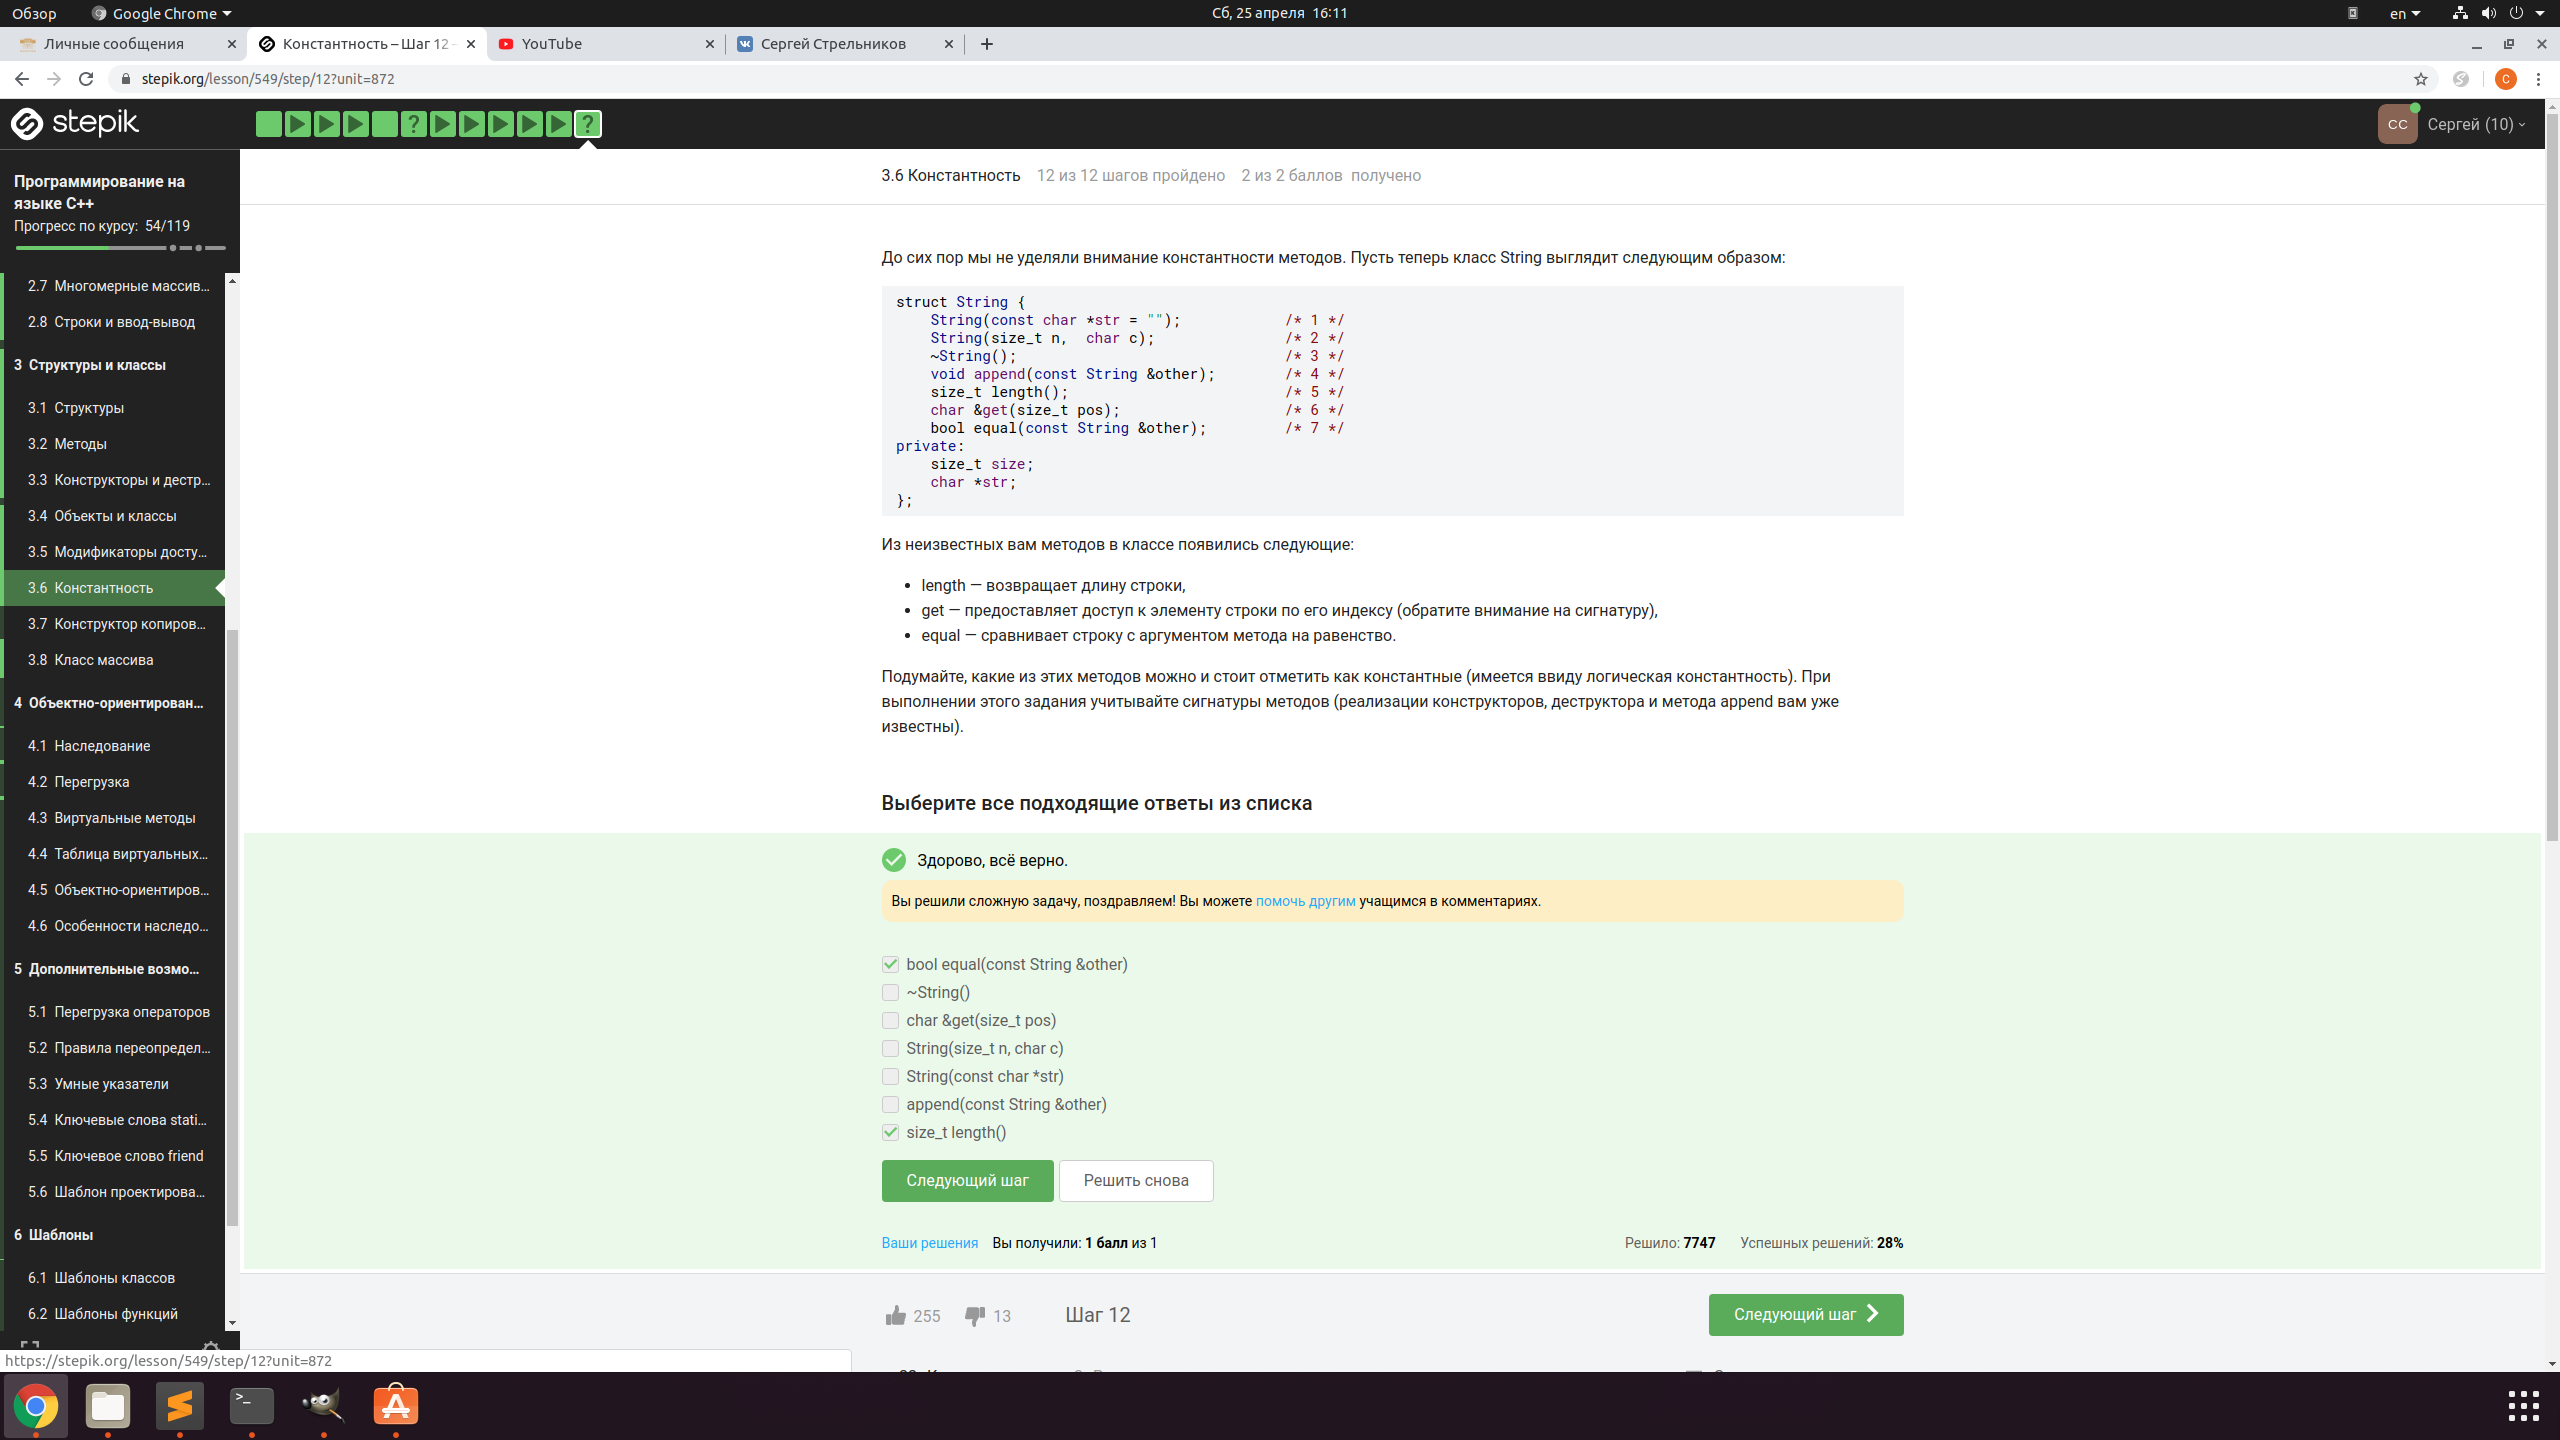 Обзор
Google Chrome
Сб, 25 апреля 16:11
en
Личные сообщения
Константность – Шаг 12
YouTube
Сергей Стрельников
stepik.org/lesson/549/step/12?unit=872
C
stepik
?
?
CC
Сергей (10)
Программирование на
языке C++
Прогресс по курсу: 54/119
2.7 Многомерные массив…
2.8 Строки и ввод-вывод
3 Структуры и классы
3.1 Структуры
3.2 Методы
3.3 Конструкторы и дестр…
3.4 Объекты и классы
3.5 Модификаторы досту…
3.6 Константность
3.7 Конструктор копиров…
3.8 Класс массива
4 Объектно-ориентирован…
4.1 Наследование
4.2 Перегрузка
4.3 Виртуальные методы
4.4 Таблица виртуальных…
4.5 Объектно-ориентиров…
4.6 Особенности наследо…
5 Дополнительные возмо…
5.1 Перегрузка операторов
5.2 Правила переопредел…
5.3 Умные указатели
5.4 Ключевые слова stati…
5.5 Ключевое слово friend
5.6 Шаблон проектирова…
6 Шаблоны
6.1 Шаблоны классов
6.2 Шаблоны функций
https://stepik.org/lesson/549/step/12?unit=872
3.6 Константность 12 из 12 шагов пройдено 2 из 2 баллов получено
До сих пор мы не уделяли внимание константности методов. Пусть теперь класс String выглядит следующим образом:
struct String {
    String(const char *str = "");            /* 1 */
    String(size_t n,  char c);               /* 2 */
    ~String();                               /* 3 */
    void append(const String &other);        /* 4 */
    size_t length();                         /* 5 */
    char &get(size_t pos);                   /* 6 */
    bool equal(const String &other);         /* 7 */
private:
    size_t size;
    char *str;
};
Из неизвестных вам методов в классе появились следующие:
• length — возвращает длину строки,
• get — предоставляет доступ к элементу строки по его индексу (обратите внимание на сигнатуру),
• equal — сравнивает строку с аргументом метода на равенство.
Подумайте, какие из этих методов можно и стоит отметить как константные (имеется ввиду логическая константность). При
выполнении этого задания учитывайте сигнатуры методов (реализации конструкторов, деструктора и метода append вам уже
известны).
Выберите все подходящие ответы из списка
Здорово, всё верно.
Вы решили сложную задачу, поздравляем! Вы можете помочь другим учащимся в комментариях.
bool equal(const String &other)
~String()
char &get(size_t pos)
String(size_t n, char c)
String(const char *str)
append(const String &other)
size_t length()
Следующий шаг
Решить снова
Ваши решения Вы получили: 1 балл из 1
Решило: 7747 Успешных решений: 28%
255
13
Шаг 12
Следующий шаг